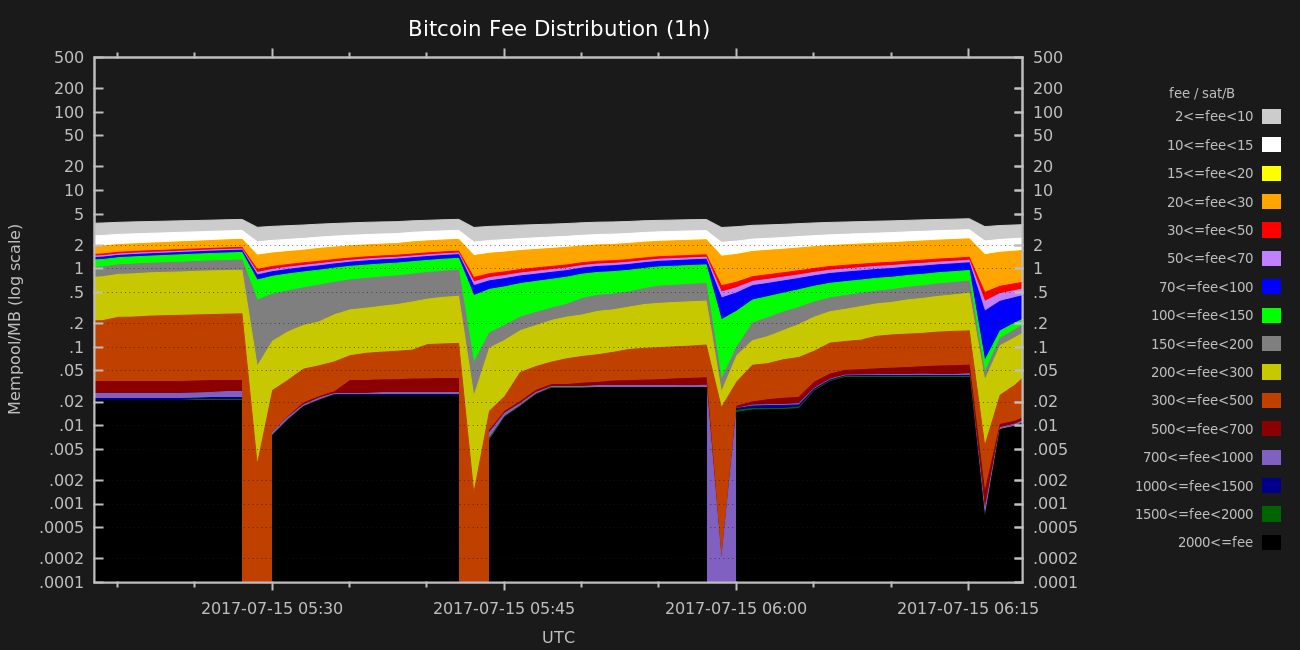 Bitcoin Fee Distribution (1h)
Mempool/MB (log scale)
500
200
100
50
20
10
5
2
1
.5
.2
.1
.05
.02
.01
.005
.002
.001
.0005
.0002
.0001
500
200
100
50
20
10
5
2
1
.5
.2
.1
.05
.02
.01
.005
.002
.001
.0005
.0002
.0001
2017-07-15 05:30 2017-07-15 05:45 2017-07-15 06:00 2017-07-15 06:15
UTC
fee / sat/B
2<=fee<10
10<=fee<15
15<=fee<20
20<=fee<30
30<=fee<50
50<=fee<70
70<=fee<100
100<=fee<150
150<=fee<200
200<=fee<300
300<=fee<500
500<=fee<700
700<=fee<1000
1000<=fee<1500
1500<=fee<2000
2000<=fee